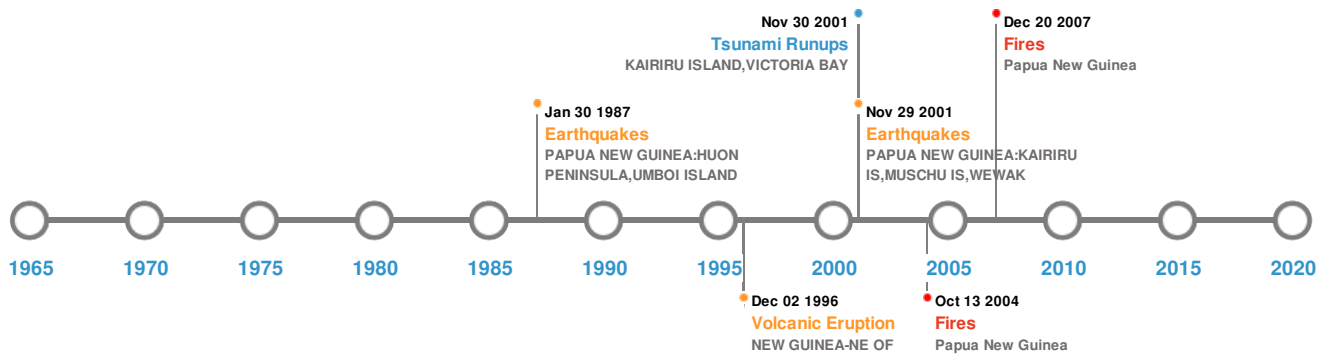 Nov 30 2001
Tsunami Runups
KAIRIRU ISLAND,VICTORIA BAY
Dec 20 2007
Fires
Papua New Guinea
Jan 30 1987
Earthquakes
PAPUA NEW GUINEA:HUON
PENINSULA,UMBOI ISLAND
Nov 29 2001
Earthquakes
PAPUA NEW GUINEA:KAIRIRU
IS,MUSCHU IS,WEWAK
1965 1970 1975 1980 1985 1990 1995 2000 2005 2010 2015 2020
Dec 02 1996
Volcanic Eruption
NEW GUINEA-NE OF
Oct 13 2004
Fires
Papua New Guinea